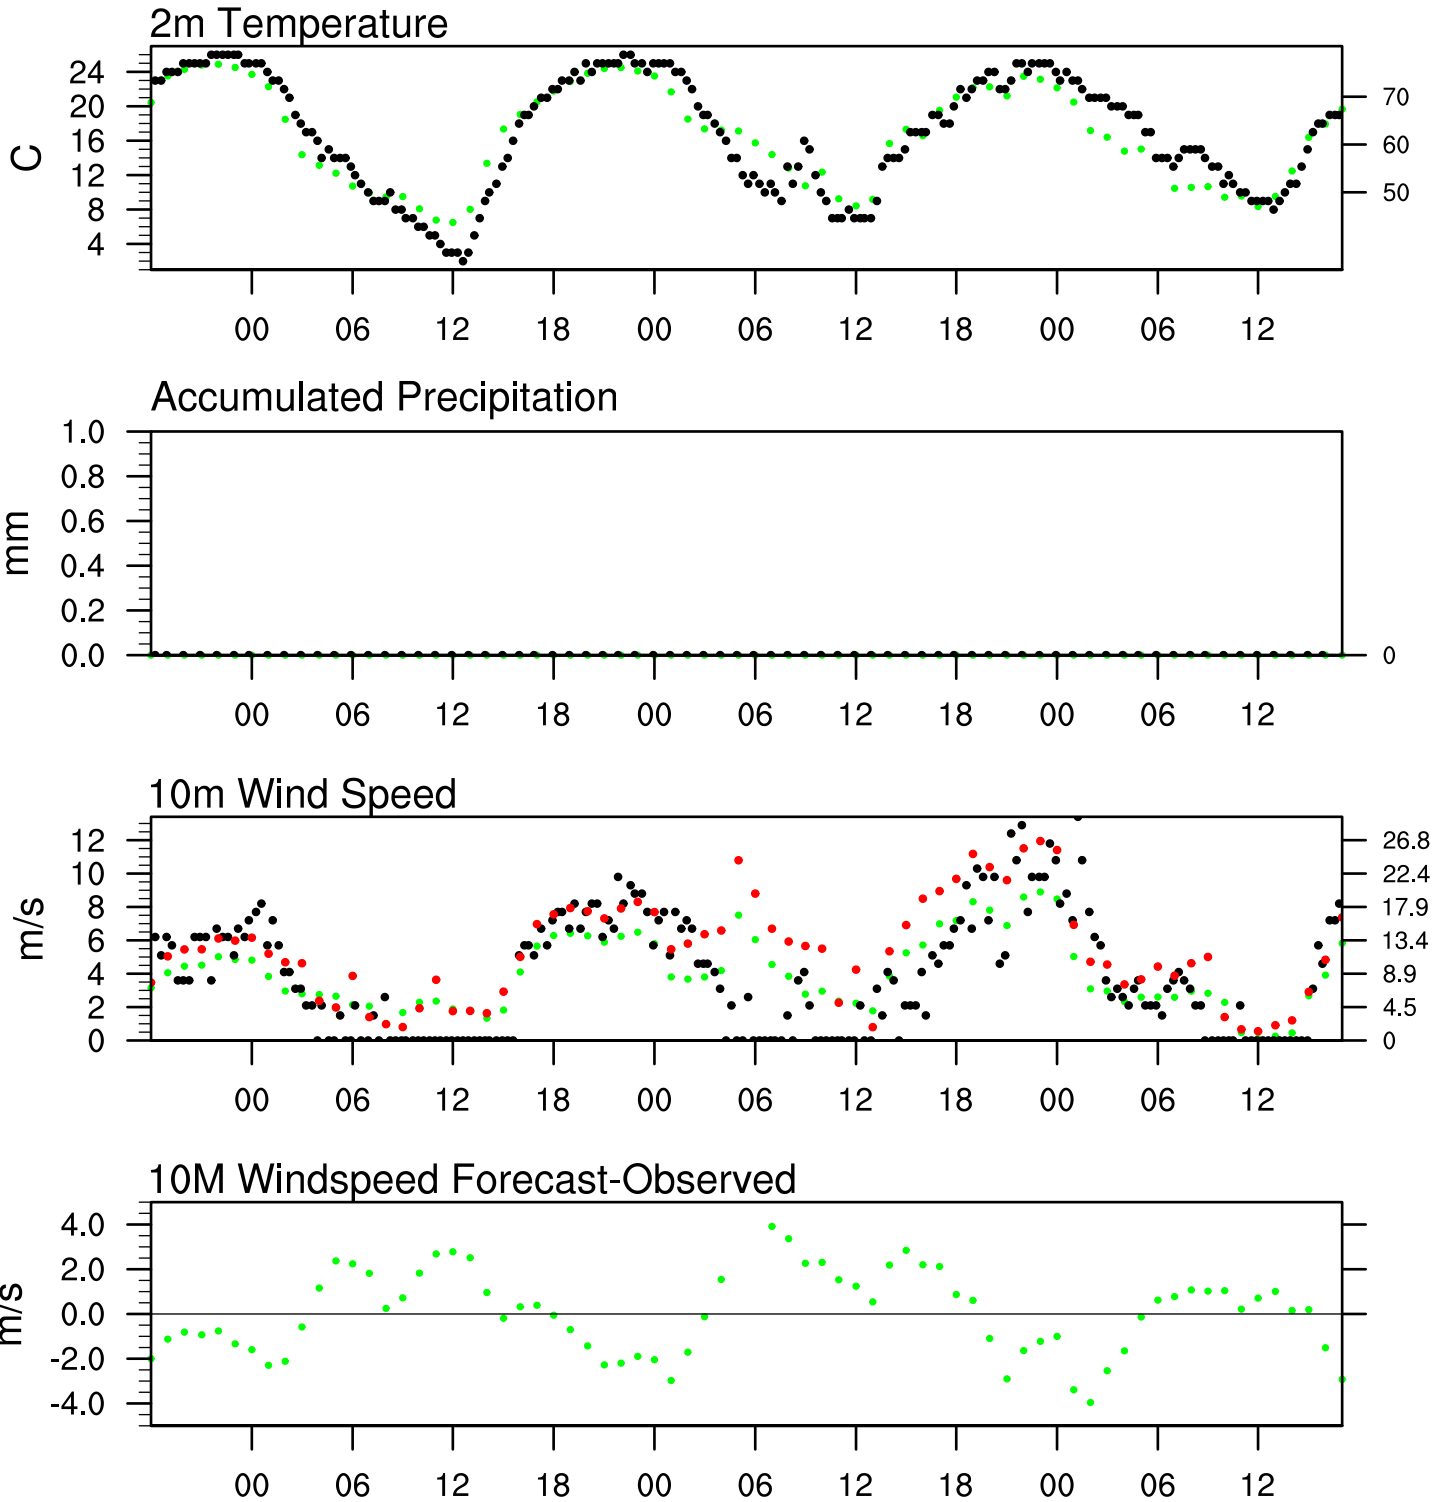 2m Temperature
C
24
20
16
12
8
4
70
60
50
00 06 12 18 00 06 12 18 00 06 12
Accumulated Precipitation
mm
1.0
0.8
0.6
0.4
0.2
0.0
0
00 06 12 18 00 06 12 18 00 06 12
10m Wind Speed
m/s
12
10
8
6
4
2
0
26.8
22.4
17.9
13.4
8.9
4.5
0
00 06 12 18 00 06 12 18 00 06 12
10M Windspeed Forecast-Observed
m/s
4.0
2.0
0.0
-2.0
-4.0
00 06 12 18 00 06 12 18 00 06 12